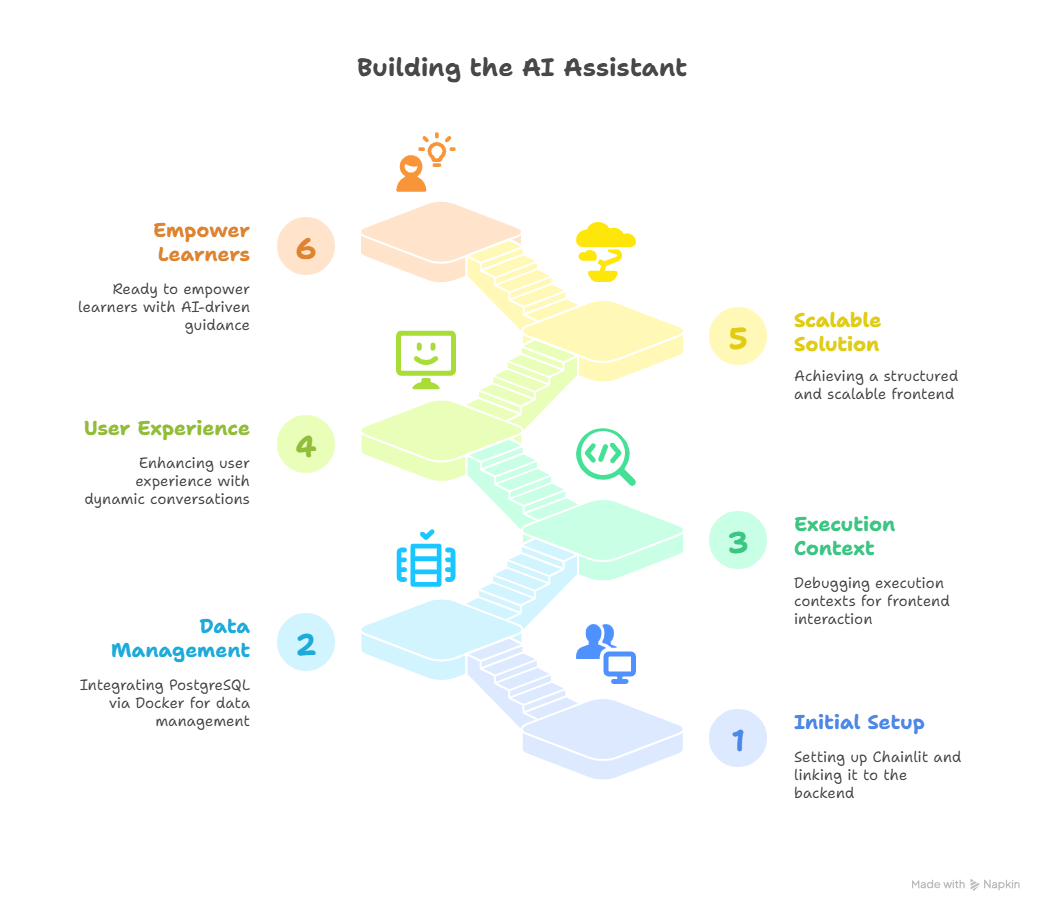 Building the AI Assistant
6
Empower
Learners
Ready to empower
learners with AI-driven
guidance
5
Scalable
Solution
Achieving a structured
and scalable frontend
4
User Experience
Enhancing user
experience with
dynamic conversations
</>
3
Execution
Context
Debugging execution
contexts for frontend
interaction
2
Data
Management
Integrating PostgreSQL
via Docker for data
management
1
Initial Setup
Setting up Chainlit and
linking it to the
backend
Made with Napkin